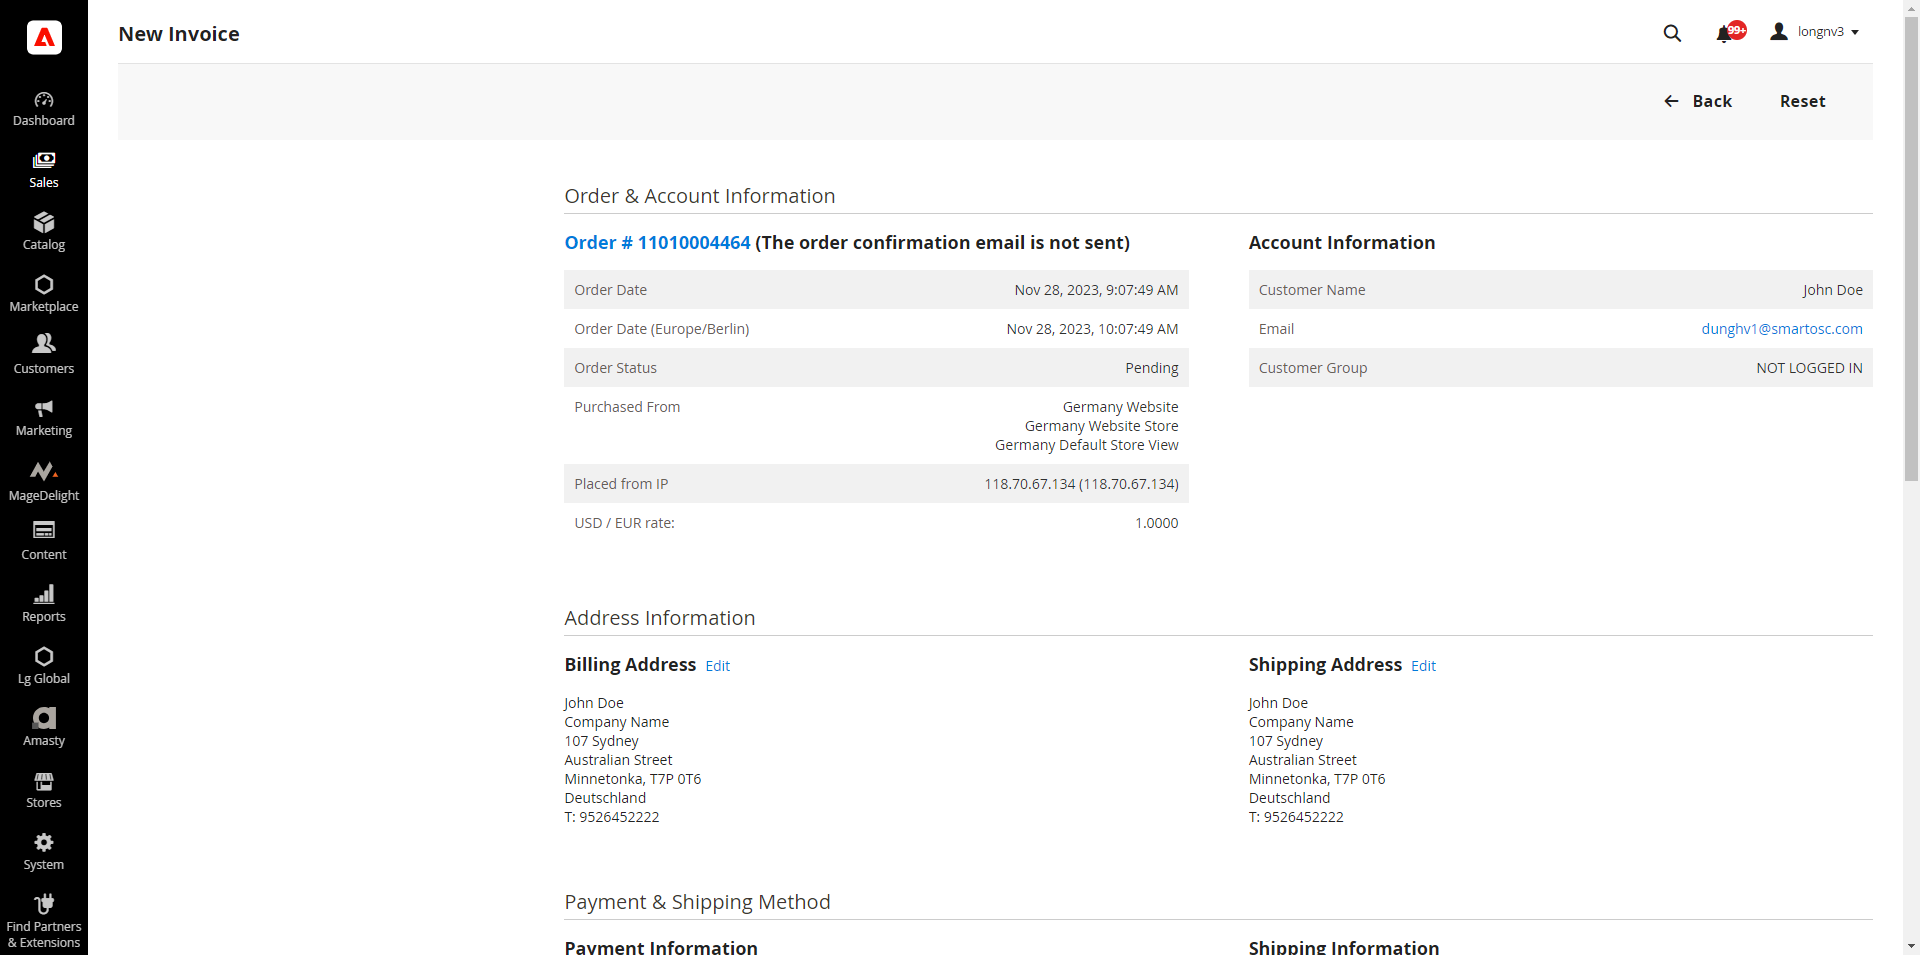 New Invoice
99+
longnv3
Back
Reset
Dashboard
Sales
Catalog
Marketplace
Customers
Marketing
MageDelight
Content
Reports
Lg Global
Amasty
Stores
System
Find Partners
& Extensions
Order & Account Information
Order # 11010004464 (The order confirmation email is not sent)
Order Date Nov 28, 2023, 9:07:49 AM
Order Date (Europe/Berlin) Nov 28, 2023, 10:07:49 AM
Order Status Pending
Purchased From Germany Website
Germany Website Store
Germany Default Store View
Placed from IP 118.70.67.134 (118.70.67.134)
USD / EUR rate: 1.0000
Account Information
Customer Name John Doe
Email dunghv1@smartosc.com
Customer Group NOT LOGGED IN
Address Information
Billing Address Edit
John Doe
Company Name
107 Sydney
Australian Street
Minnetonka, T7P 0T6
Deutschland
T: 9526452222
Shipping Address Edit
John Doe
Company Name
107 Sydney
Australian Street
Minnetonka, T7P 0T6
Deutschland
T: 9526452222
Payment & Shipping Method
Payment Information
Shipping Information